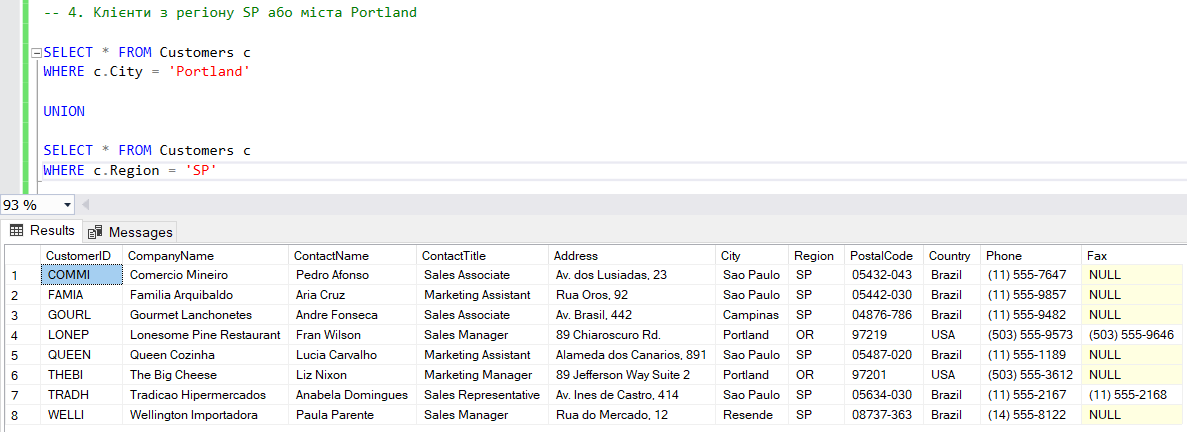 -- 4. Клієнти з регіону SP або міста Portland
SELECT * FROM Customers c
WHERE c.City = 'Portland'
UNION
SELECT * FROM Customers c
WHERE c.Region = 'SP'
93 %
Results Messages
CustomerID CompanyName ContactName ContactTitle Address City Region PostalCode Country Phone Fax
1 COMMI Comercio Mineiro Pedro Afonso Sales Associate Av. dos Lusiadas, 23 Sao Paulo SP 05432-043 Brazil (11) 555-7647 NULL
2 FAMIA Familia Arquibaldo Aria Cruz Marketing Assistant Rua Oros, 92 Sao Paulo SP 05442-030 Brazil (11) 555-9857 NULL
3 GOURL Gourmet Lanchonetes Andre Fonseca Sales Associate Av. Brasil, 442 Campinas SP 04876-786 Brazil (11) 555-9482 NULL
4 LONEP Lonesome Pine Restaurant Fran Wilson Sales Manager 89 Chiaroscuro Rd. Portland OR 97219 USA (503) 555-9573 (503) 555-9646
5 QUEEN Queen Cozinha Lucia Carvalho Marketing Assistant Alameda dos Canarios, 891 Sao Paulo SP 05487-020 Brazil (11) 555-1189 NULL
6 THEBI The Big Cheese Liz Nixon Marketing Manager 89 Jefferson Way Suite 2 Portland OR 97201 USA (503) 555-3612 NULL
7 TRADH Tradicao Hipermercados Anabela Domingues Sales Representative Av. Ines de Castro, 414 Sao Paulo SP 05634-030 Brazil (11) 555-2167 (11) 555-2168
8 WELLI Wellington Importadora Paula Parente Sales Manager Rua do Mercado, 12 Resende SP 08737-363 Brazil (14) 555-8122 NULL